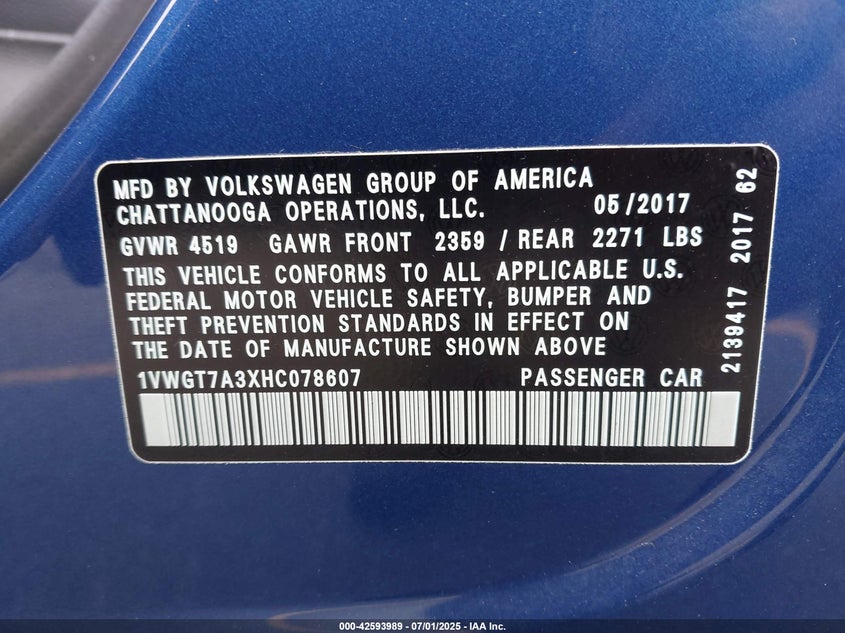 MFD BY VOLKSWAGEN GROUP OF AMERICA
CHATTANOOGA OPERATIONS, LLC. 05/2017
GVWR 4519 GAWR FRONT 2359 / REAR 2271 LBS
THIS VEHICLE CONFORMS TO ALL APPLICABLE U.S.
FEDERAL MOTOR VEHICLE SAFETY, BUMPER AND
THEFT PREVENTION STANDARDS IN EFFECT ON
THE DATE OF MANUFACTURE SHOWN ABOVE
1VWGT7A3XHC078607 PASSENGER CAR
2139417 2017 62
000-42593989 - 07/01/2025 - IAA Inc.